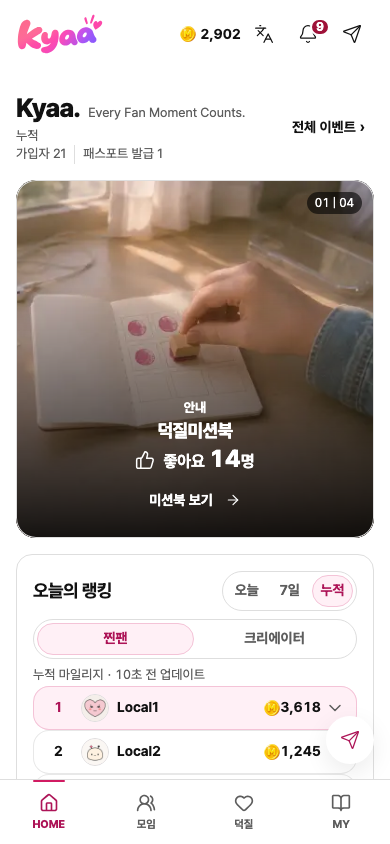 Kyaa
2,902
9
Kyaa. Every Fan Moment Counts.
누적
가입자 21 | 패스포트 발급 1
전체 이벤트 ›
01 | 04
안내
덕질미션북
좋아요 14명
미션북 보기 →
오늘의 랭킹
오늘 7일 누적
찐팬 크리에이터
누적 마일리지 · 10초 전 업데이트
1 Local1 3,618
2 Local2 1,245
HOME 모임 덕질 MY